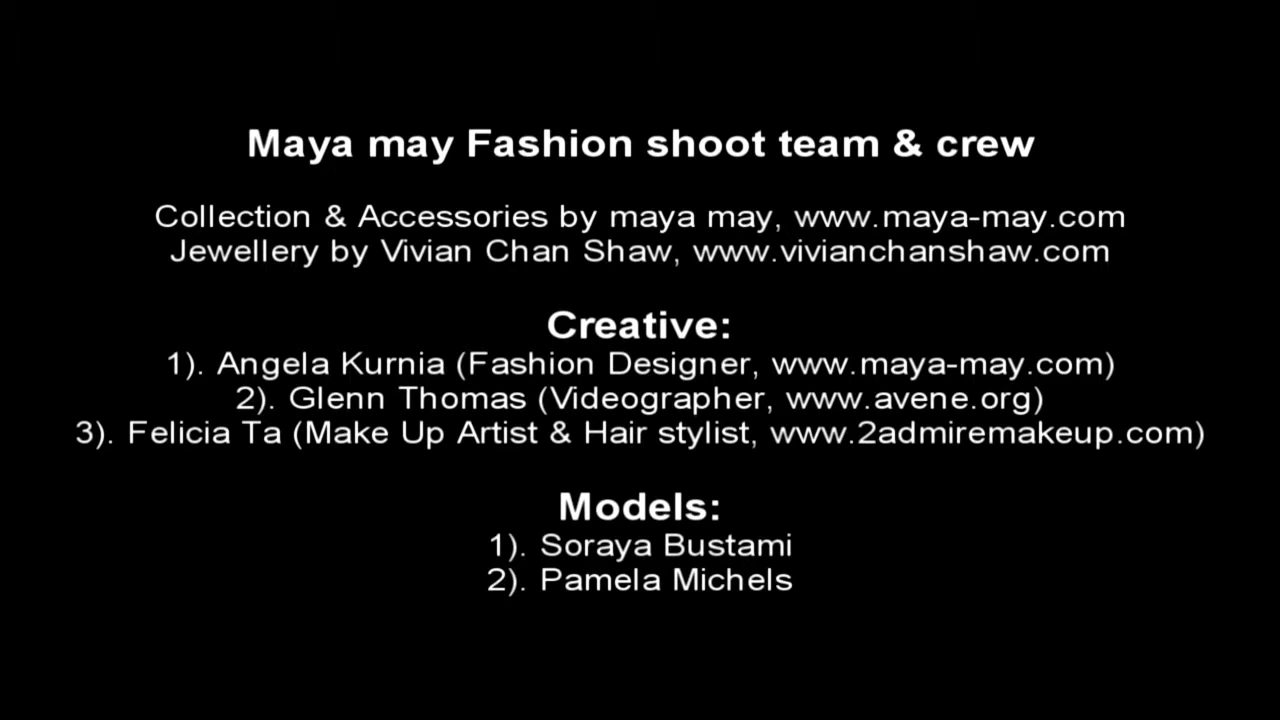 Maya may Fashion shoot team & crew
Collection & Accessories by maya may, www.maya-may.com
Jewellery by Vivian Chan Shaw, www.vivianchanshaw.com
Creative:
1). Angela Kurnia (Fashion Designer, www.maya-may.com)
2). Glenn Thomas (Videographer, www.avene.org)
3). Felicia Ta (Make Up Artist & Hair stylist, www.2admiremakeup.com)
Models:
1). Soraya Bustami
2). Pamela Michels